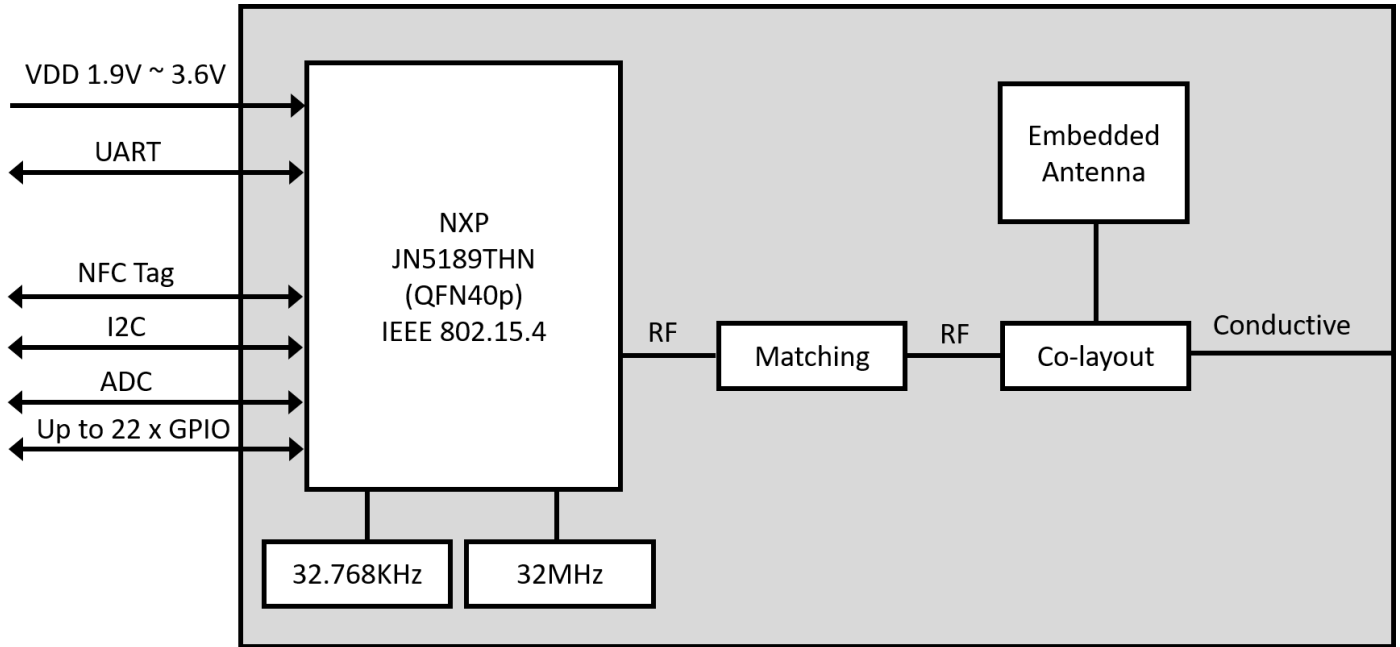 VDD 1.9V ~ 3.6V
UART
NFC Tag
I2C
ADC
Up to 22 x GPIO
NXP
JN5189THN
(QFN40p)
IEEE 802.15.4
32.768KHz
32MHz
RF
Matching
RF
Embedded
Antenna
Co-layout
Conductive